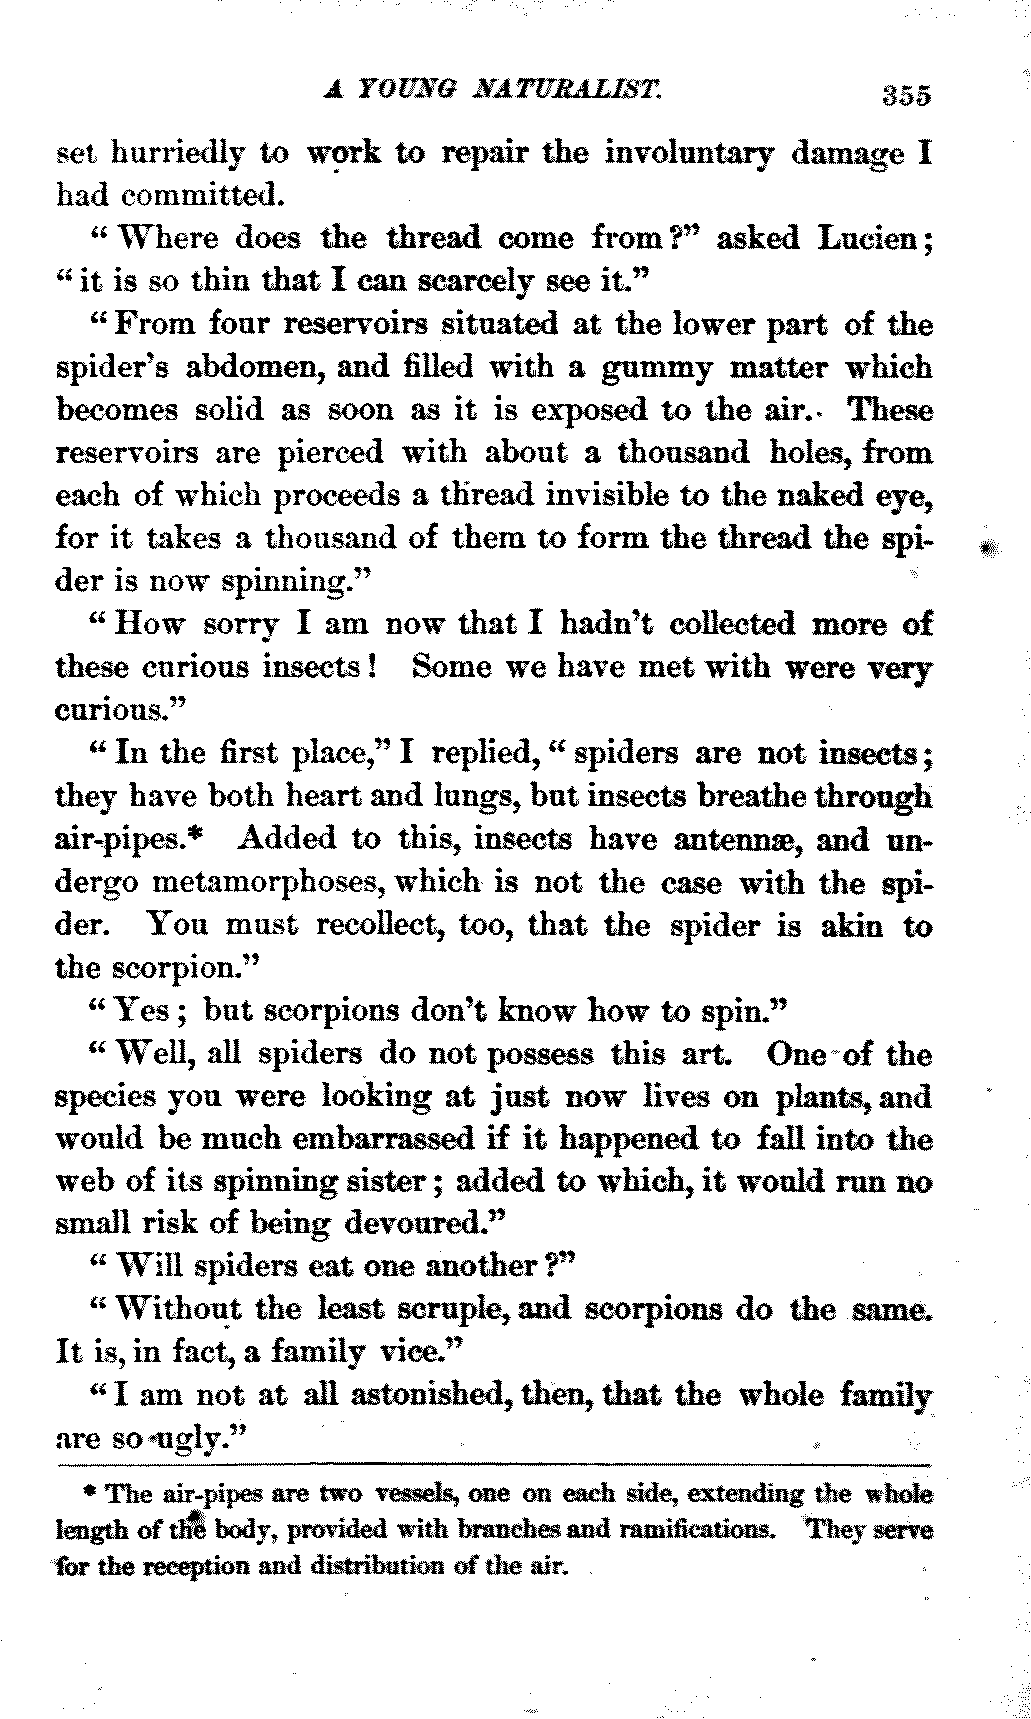 A YOUNG NATURALIST. 355
set hurriedly to work to repair the involuntary damage I
had committed.
“Where does the thread come from?” asked Lucien;
“it is so thin that I can scarcely see it.”
“From four reservoirs situated at the lower part of the
spider’s abdomen, and filled with a gummy matter which
becomes solid as soon as it is exposed to the air. These
reservoirs are pierced with about a thousand holes, from
each of which proceeds a thread invisible to the naked eye,
for it takes a thousand of them to form the thread the spi-
der is now spinning.”
“How sorry I am now that I hadn’t collected more of
these curious insects! Some we have met with were very
curious.”
“In the first place,” I replied, “spiders are not insects;
they have both heart and lungs, but insects breathe through
air-pipes.* Added to this, insects have antennæ, and un-
dergo metamorphoses, which is not the case with the spi-
der. You must recollect, too, that the spider is akin to
the scorpion.”
“Yes; but scorpions don’t know how to spin.”
“Well, all spiders do not possess this art. One of the
species you were looking at just now lives on plants, and
would be much embarrassed if it happened to fall into the
web of its spinning sister; added to which, it would run no
small risk of being devoured.”
“Will spiders eat one another?”
“Without the least scruple, and scorpions do the same.
It is, in fact, a family vice.”
“I am not at all astonished, then, that the whole family
are so ugly.”
* The air-pipes are two vessels, one on each side, extending the whole
length of the body, provided with branches and ramifications. They serve
for the reception and distribution of the air.